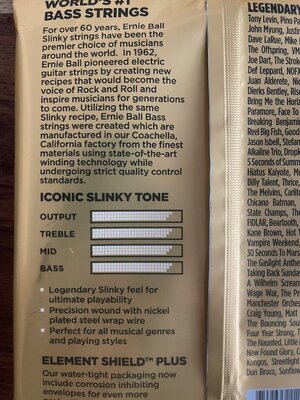 WORLD'S #1
BASS STRINGS
For over 60 years, Ernie Ball
Slinky strings have been the
premier choice of musicians
around the world. In 1962,
Ernie Ball pioneered electric
guitar strings by creating new
recipes that would become the
voice of Rock and Roll and
inspire musicians for generations
to come. Utilizing the same
Slinky recipe, Ernie Ball Bass
strings were created which are
manufactured in our Coachella,
California factory from the finest
materials using state-of-the-art
winding technology while
undergoing strict quality control
standards.
ICONIC SLINKY TONE
OUTPUT
TREBLE
MID
BASS
• Legendary Slinky feel for
ultimate playability
• Precision wound with nickel
plated steel wrap wire
• Perfect for all musical genres
and playing styles
ELEMENT SHIELD™ PLUS
Our water-tight packaging now
include corrosion inhibiting
envelopes for even more
LEGENDARY
Tony Levin, Pino
John Myung, Justin
Dave LaRue, Mike
The Offspring, VM
Joe Dart, The Strok
Def Leppard, NOF
Juan Alderete, Nic
Dierks Bentley, Ris
Bring Me the Horiz
Paramore, Face To
Breaking Benjamin
Reel Big Fish, Good
Jason Isbell, Stefan
Alkaline Trio, Drop
5 Seconds of Summe
Hiatus Kaiyote, M
Billy Talent, Thrice
The Melvins, Carlil
Chicano Batman,
State Champs, The
FIDLAR, Beartooth,
Kane Brown, Hot
Vampire Weekend,
30 Seconds To Mars
The Gaslight Anthe
Taking Back Sunda
A Wilhelm Scream
Wage War, The Pr
Manchester Orches
Craig Young, Matt
The Bouncing Sou
Four Year Strong,
The Haunted, Little
New Found Glory, C
Kongos, Streetlight
Don Broco, Sunflow